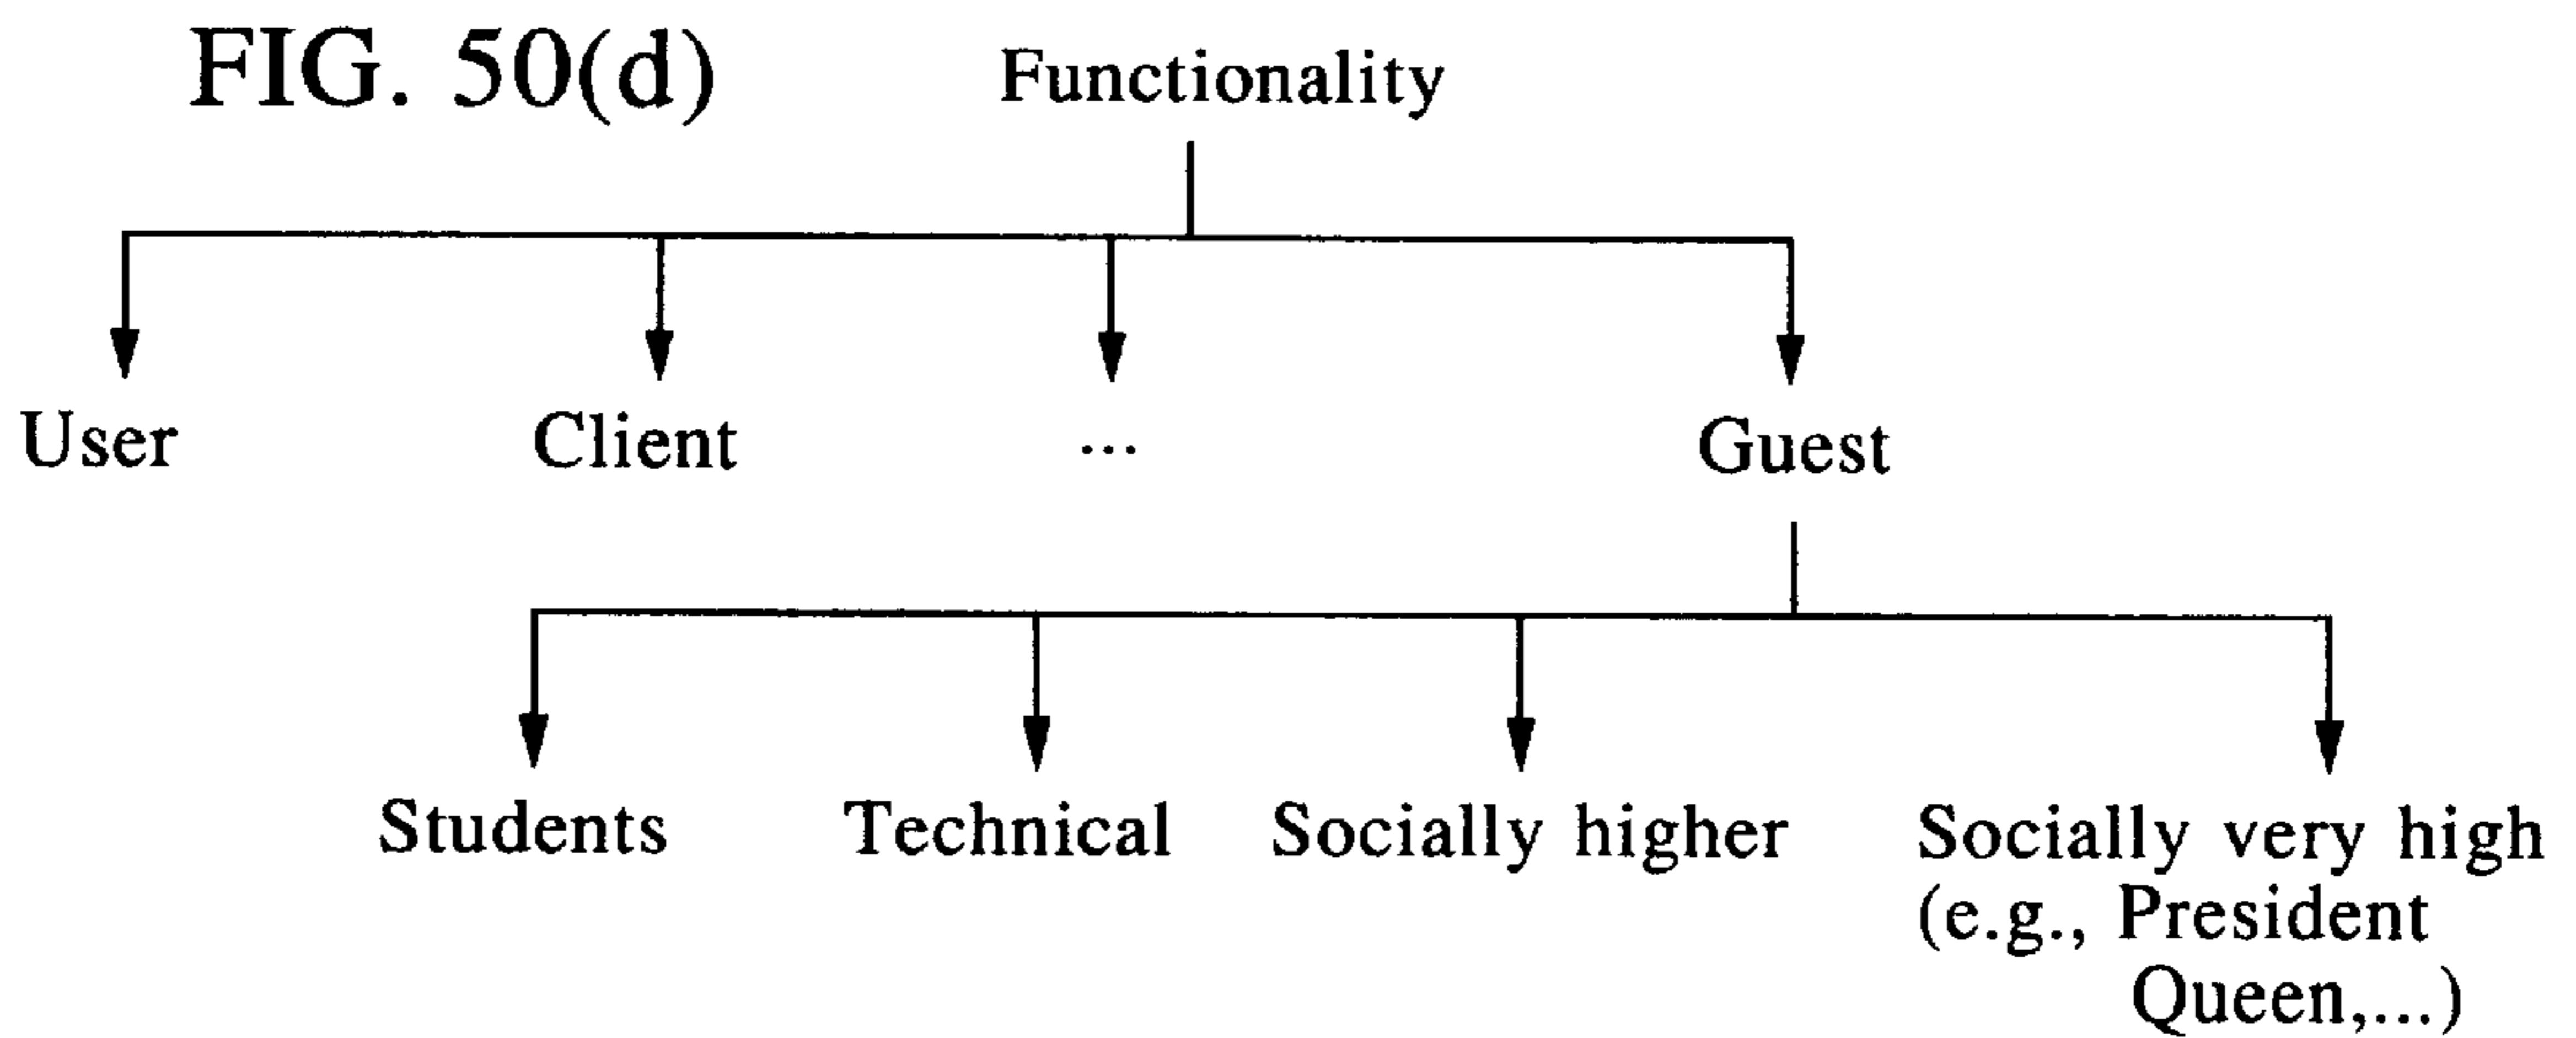 FIG. 50(d)
Functionality
User Client ... Guest
Students Technical Socially higher Socially very high
(e.g., President
Queen,...)